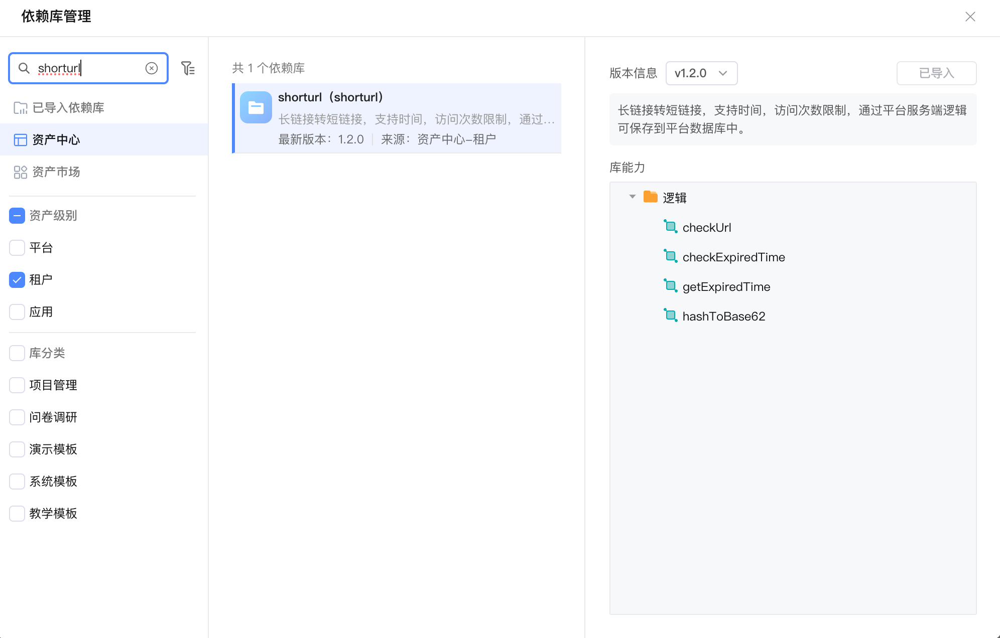 依赖库管理
shorturl
已导入依赖库
资产中心
资产市场
资产级别
平台
租户
应用
库分类
项目管理
问卷调研
演示模板
系统模板
教学模板
共 1 个依赖库
shorturl（shorturl）
长链接转短链接，支持时间，访问次数限制，通过...
最新版本：1.2.0 来源：资产中心-租户
版本信息 v1.2.0 已导入
长链接转短链接，支持时间，访问次数限制，通过平台服务端逻辑
可保存到平台数据库中。
库能力
逻辑
checkUrl
checkExpiredTime
getExpiredTime
hashToBase62